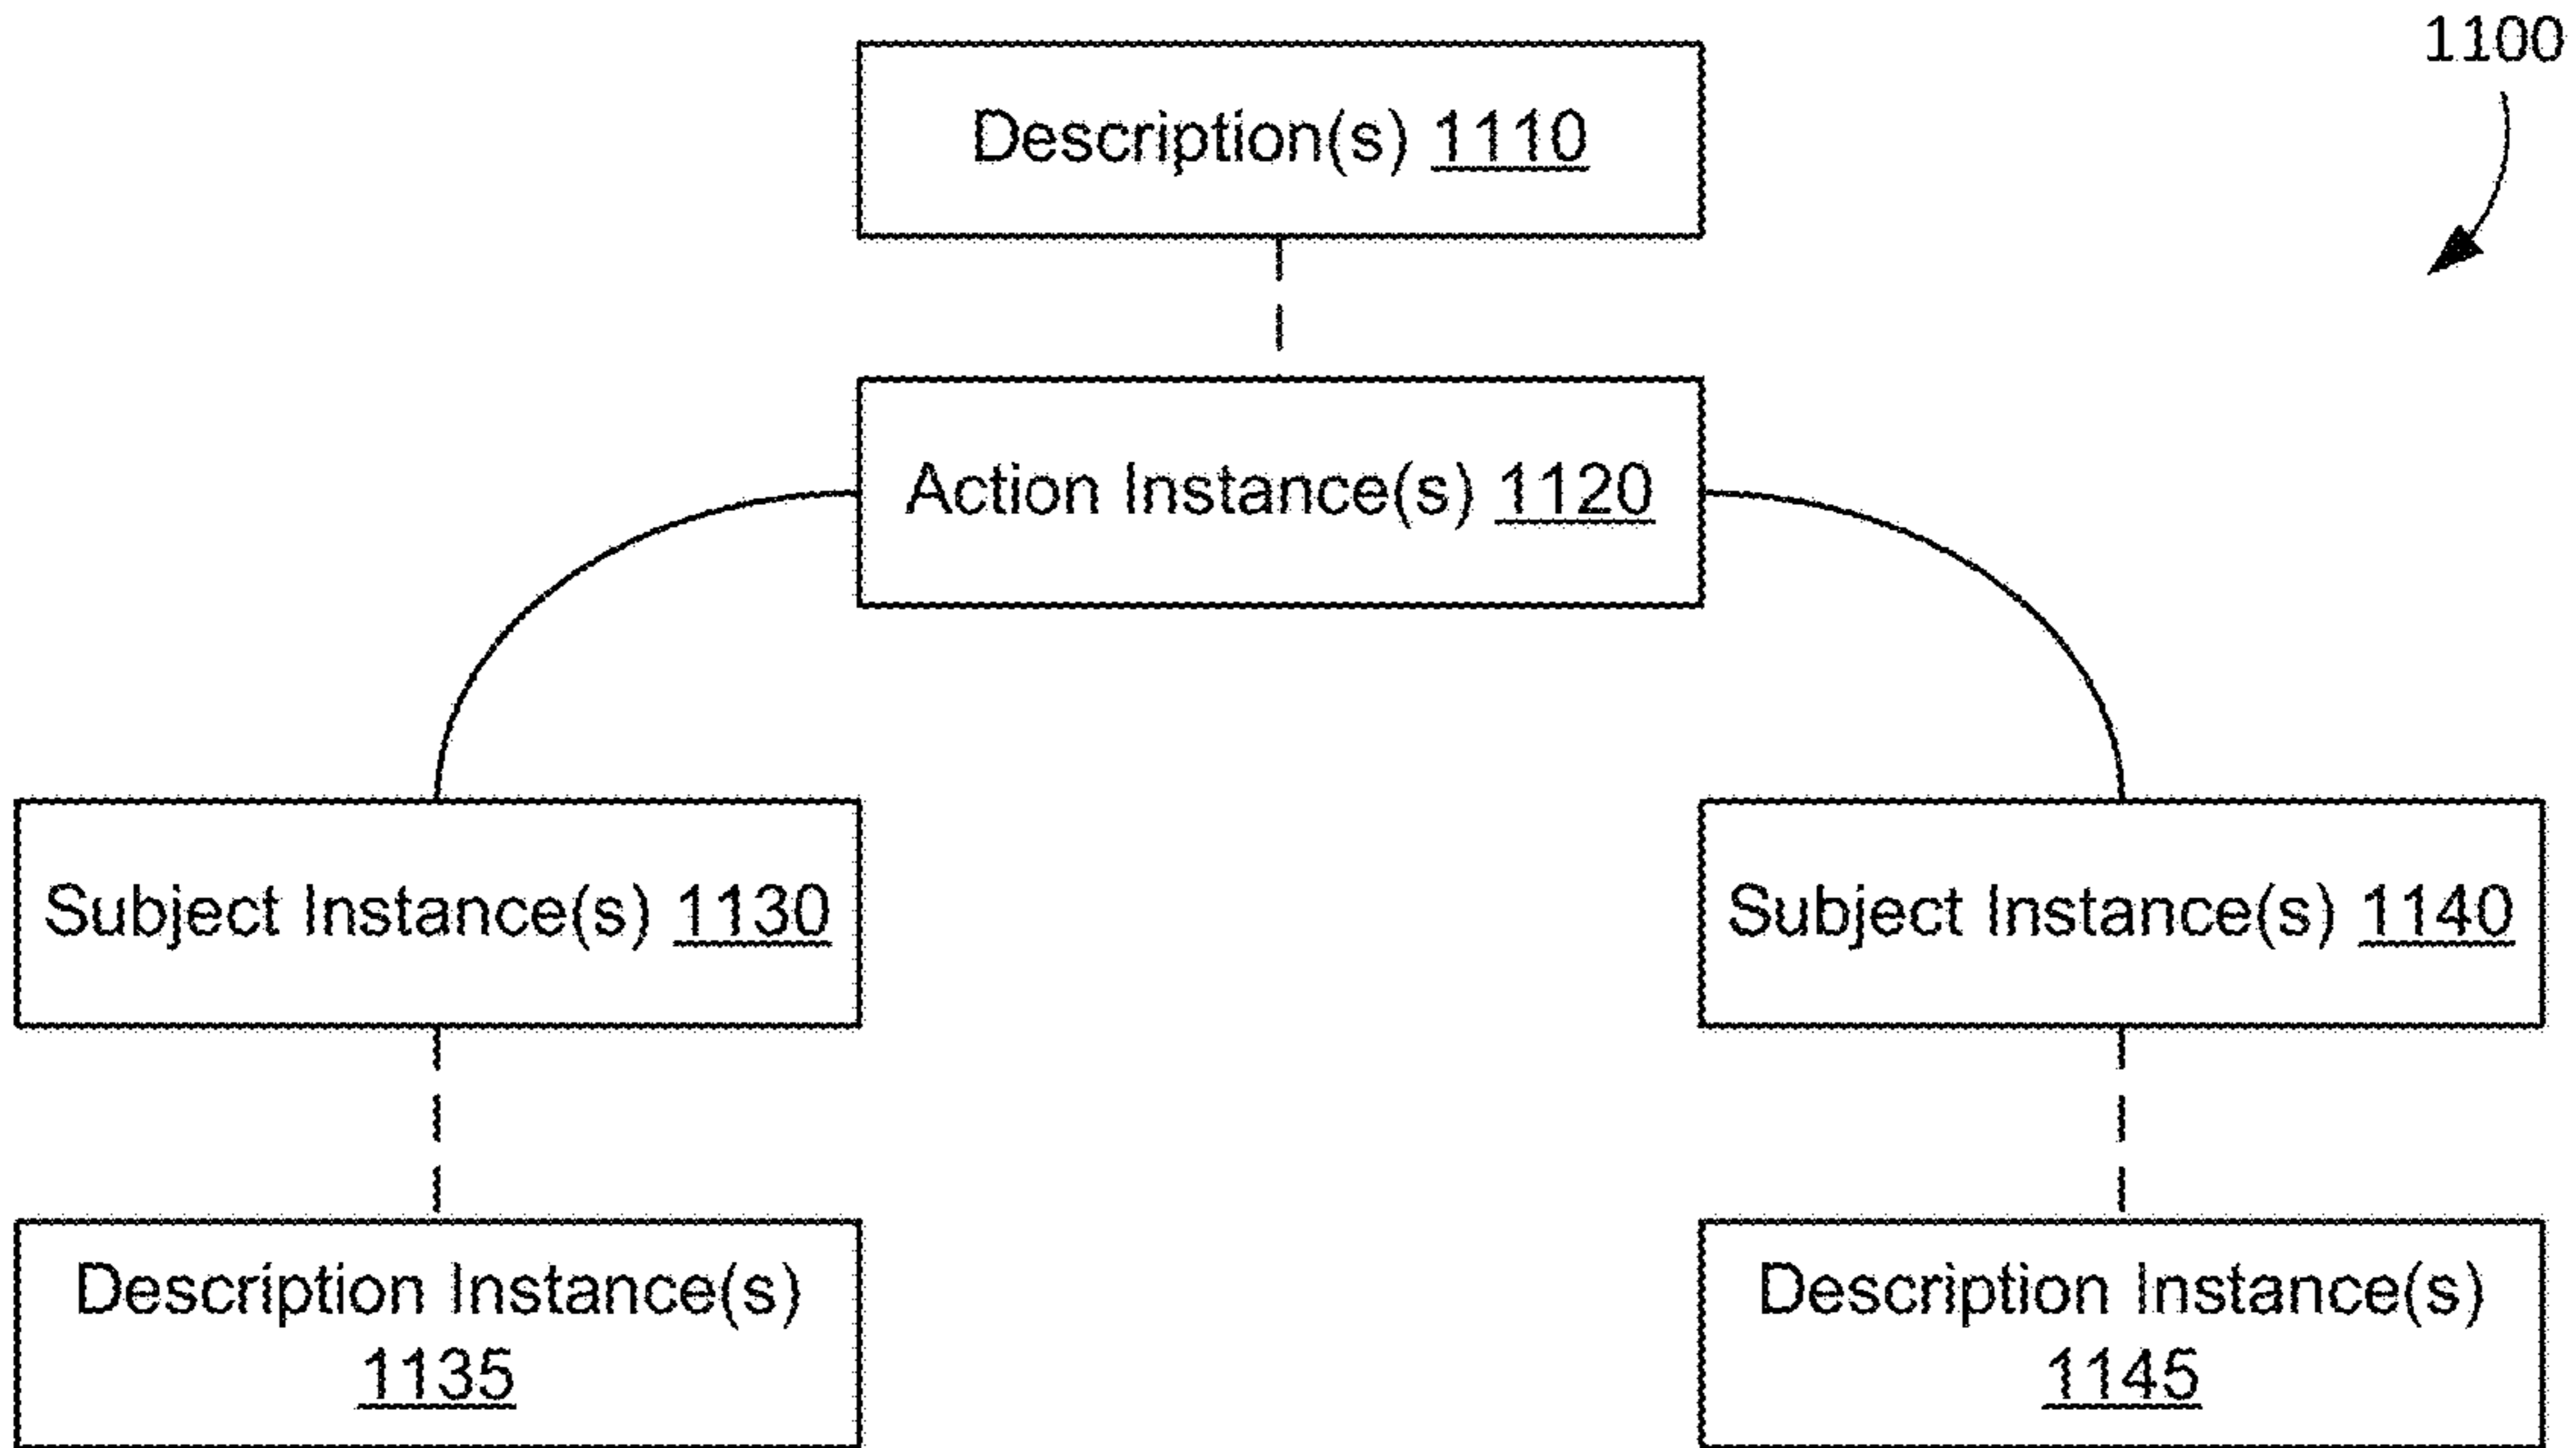 1100
Description(s) 1110
Action Instance(s) 1120
Subject Instance(s) 1130
Subject Instance(s) 1140
Description Instance(s)
1135
Description Instance(s)
1145